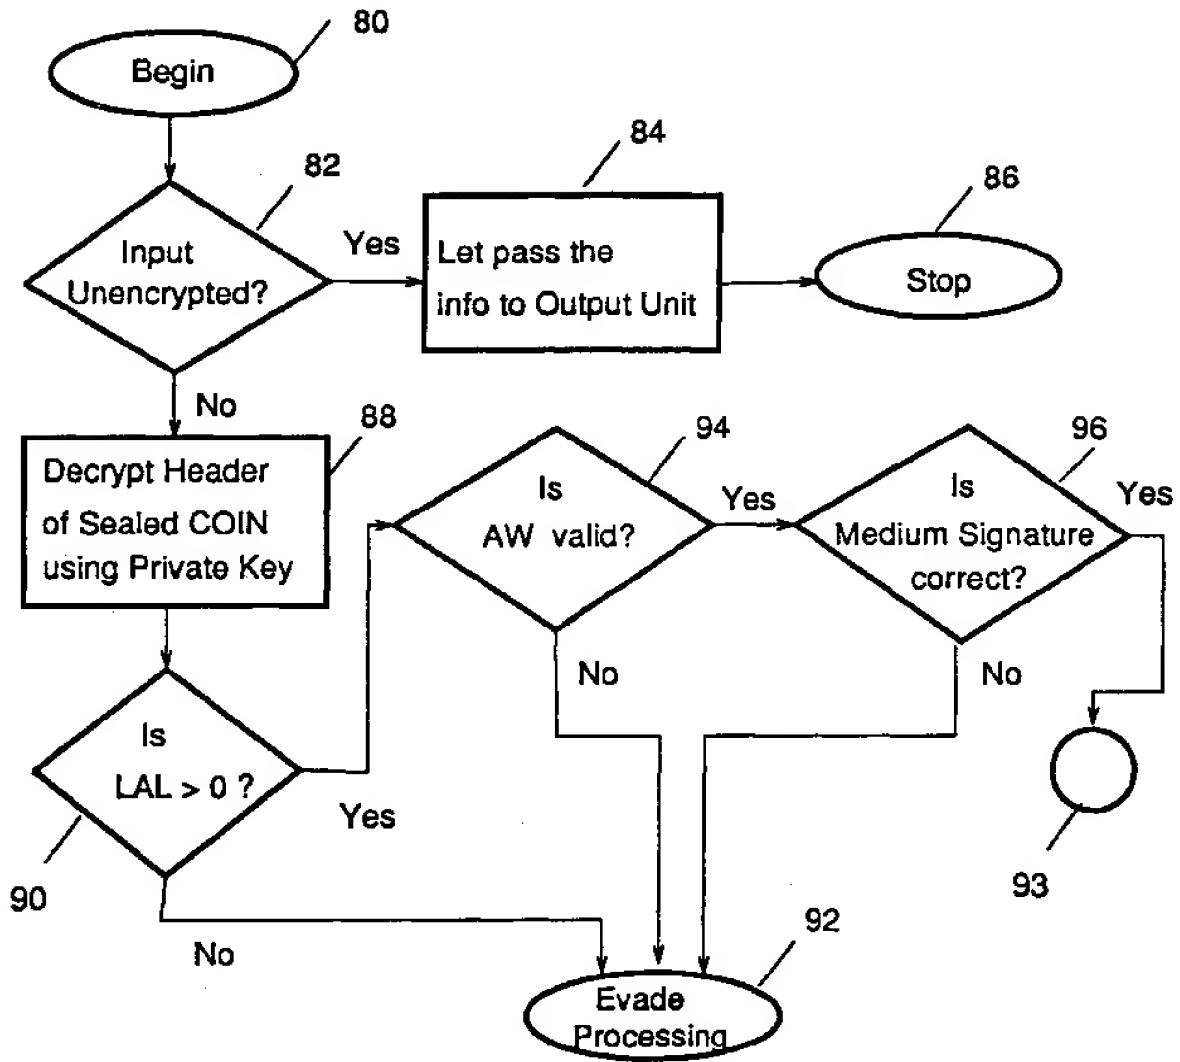 80
Begin
82
Input
Unencrypted?
Yes
84
Let pass the
info to Output Unit
86
Stop
No
88
Decrypt Header
of Sealed COIN
using Private Key
94
Is
AW valid?
Yes
96
Is
Medium Signature
correct?
Yes
No
No
Is
LAL > 0 ?
Yes
90
No
93
92
Evade
Processing